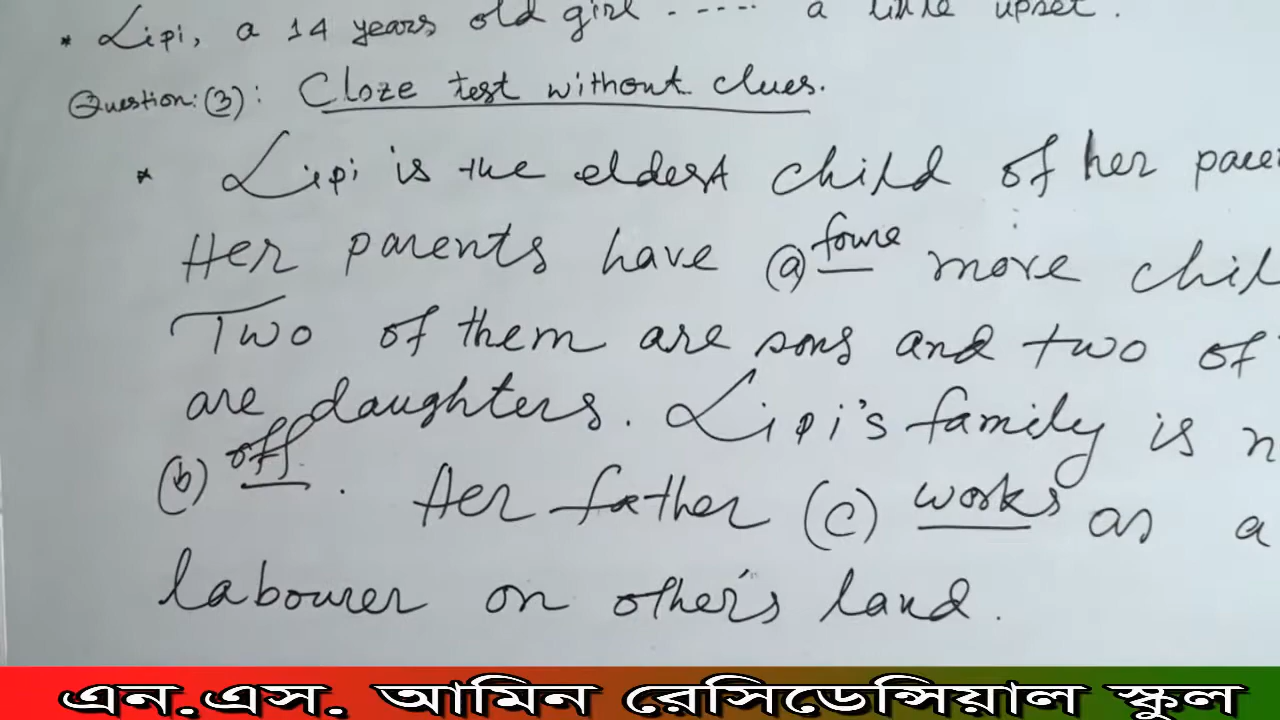 * Lipi, a 14 years old girl ..... a little upset.
Question: (3): Cloze test without clues.
* Lipi is the eldest child of her
Her parents have (a) four more
Two of them are sons and two of
are daughters. Lipi's family is
(b) off. Her father (c) works as a
labourer on other's land.
এন.এস. আমিন রেসিডেন্সিয়াল স্কুল